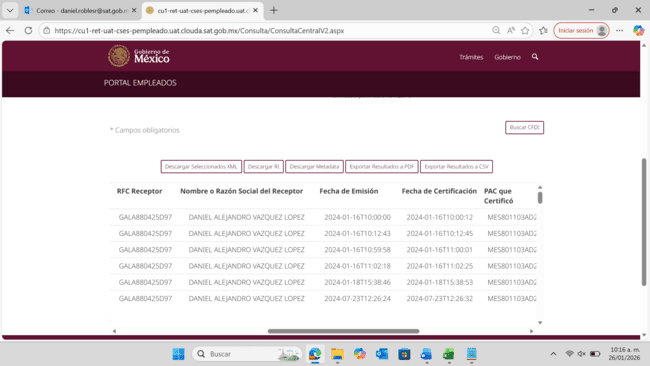 Correo - daniel.roblesr@sat.gob.m
cu1-ret-uat-cses-pempleado.uat.c
https://cu1-ret-uat-cses-pempleado.uat.clouda.sat.gob.mx/Consulta/ConsultaCentralV2.aspx
Iniciar sesión
Gobierno de
México
Trámites Gobierno
PORTAL EMPLEADOS
* Campos obligatorios
Buscar CFDI
Descargar Seleccionados XML Descargar RI Descargar Metadata Exportar Resultados a PDF Exportar Resultados a CSV
RFC Receptor Nombre o Razón Social del Receptor Fecha de Emisión Fecha de Certificación PAC que
Certificó
GALA880425D97 DANIEL ALEJANDRO VAZQUEZ LOPEZ 2024-01-16T10:00:00 2024-01-16T10:00:12 MES801103AD2
GALA880425D97 DANIEL ALEJANDRO VAZQUEZ LOPEZ 2024-01-16T10:12:43 2024-01-16T10:12:45 MES801103AD2
GALA880425D97 DANIEL ALEJANDRO VAZQUEZ LOPEZ 2024-01-16T10:59:58 2024-01-16T11:00:01 MES801103AD2
GALA880425D97 DANIEL ALEJANDRO VAZQUEZ LOPEZ 2024-01-16T11:02:18 2024-01-16T11:02:25 MES801103AD2
GALA880425D97 DANIEL ALEJANDRO VAZQUEZ LOPEZ 2024-01-18T15:38:46 2024-01-18T15:38:53 MES801103AD2
GALA880425D97 DANIEL ALEJANDRO VAZQUEZ LOPEZ 2024-07-23T12:26:24 2024-07-23T12:26:32 MES801103AD2
Buscar
10:16 a. m.
26/01/2026